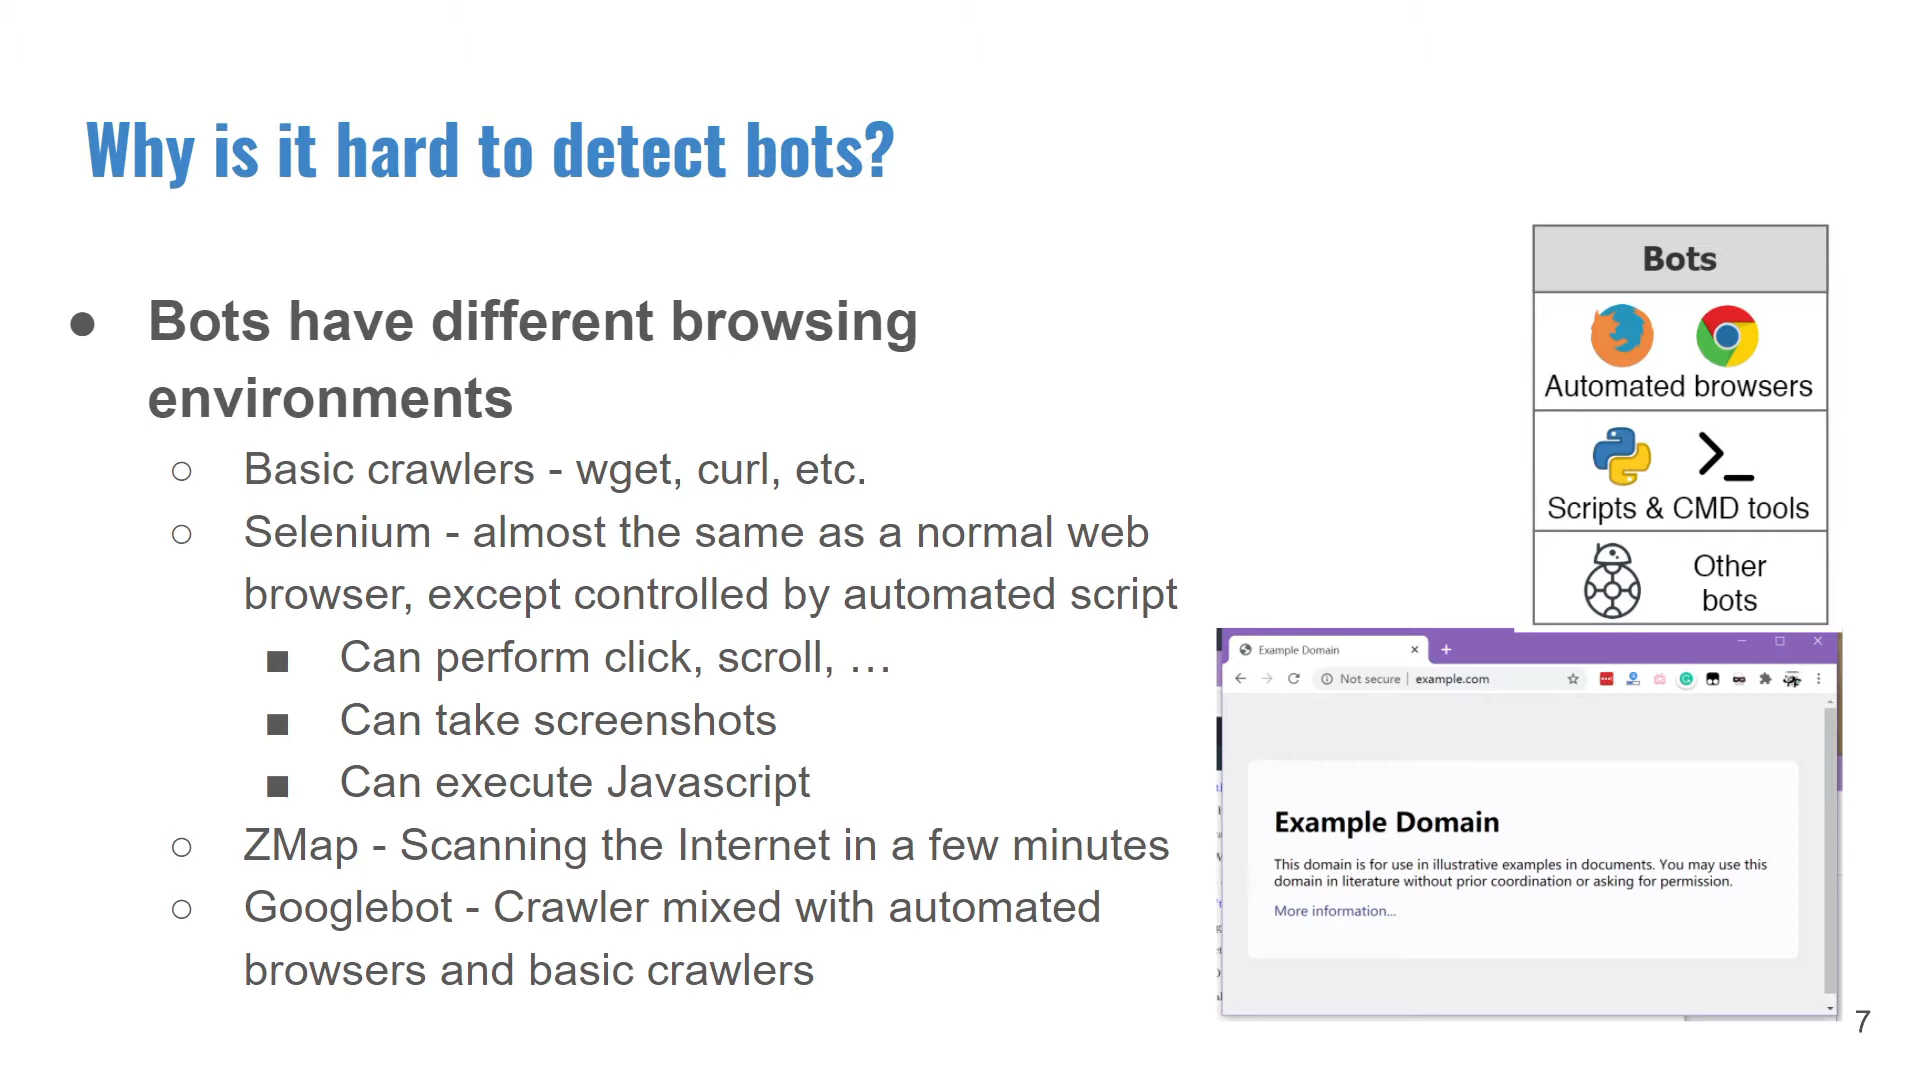 Why is it hard to detect bots?
● Bots have different browsing
environments
○ Basic crawlers - wget, curl, etc.
○ Selenium - almost the same as a normal web
browser, except controlled by automated script
■ Can perform click, scroll, …
■ Can take screenshots
■ Can execute Javascript
○ ZMap - Scanning the Internet in a few minutes
○ Googlebot - Crawler mixed with automated
browsers and basic crawlers
Bots
Automated browsers
Scripts & CMD tools
Other
bots
Example Domain
Not secure | example.com
Example Domain
This domain is for use in illustrative examples in documents. You may use this
domain in literature without prior coordination or asking for permission.
More information...
7